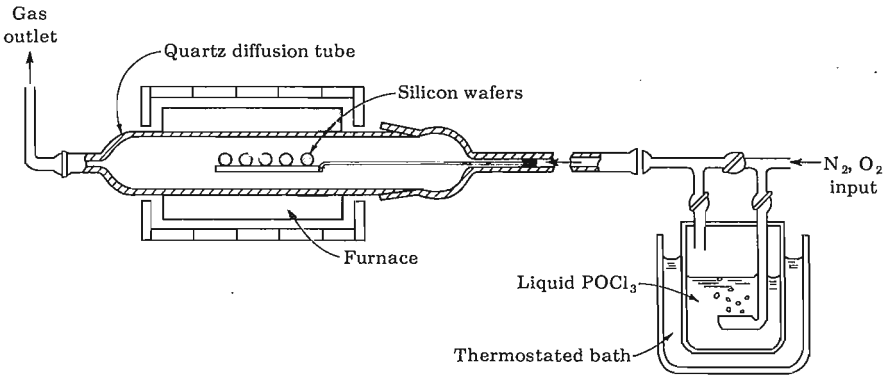 Gas
outlet
Quartz diffusion tube
Silicon wafers
N₂, O₂
input
Furnace
Liquid POCl₃
Thermostated bath